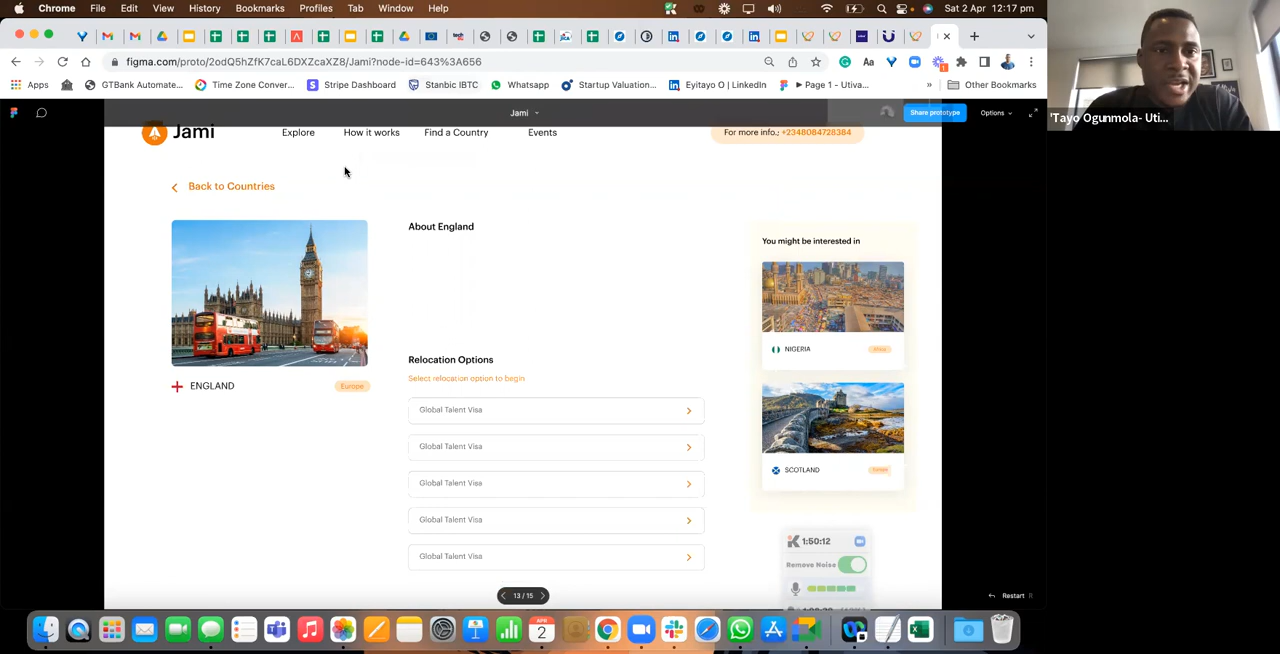 Chrome File Edit View History Bookmarks Profiles Tab Window Help Sat 2 Apr 12:17 pm
figma.com/proto/2odQ5hZfK7caL6DXZcaXZ8/Jami?node-id=643%3A656
Apps GTBank Automate... Time Zone Conver... Stripe Dashboard Stanbic IBTC Whatsapp Startup Valuation... Eyitayo O | LinkedIn ► Page 1 - Utiva... » Other Bookmarks
Jami Share prototype Options
'Tayo Ogunmola- Uti...
Jami Explore How it works Find a Country Events For more info.; +2348084728384
Back to Countries
About England
You might be interested in
NIGERIA
Relocation Options
Select relocation option to begin
ENGLAND Europe
Global Talent Visa
Global Talent Visa
SCOTLAND
Global Talent Visa
Global Talent Visa
Global Talent Visa
1:50:12
Remove Noise
13 / 15
Restart R
APR
2